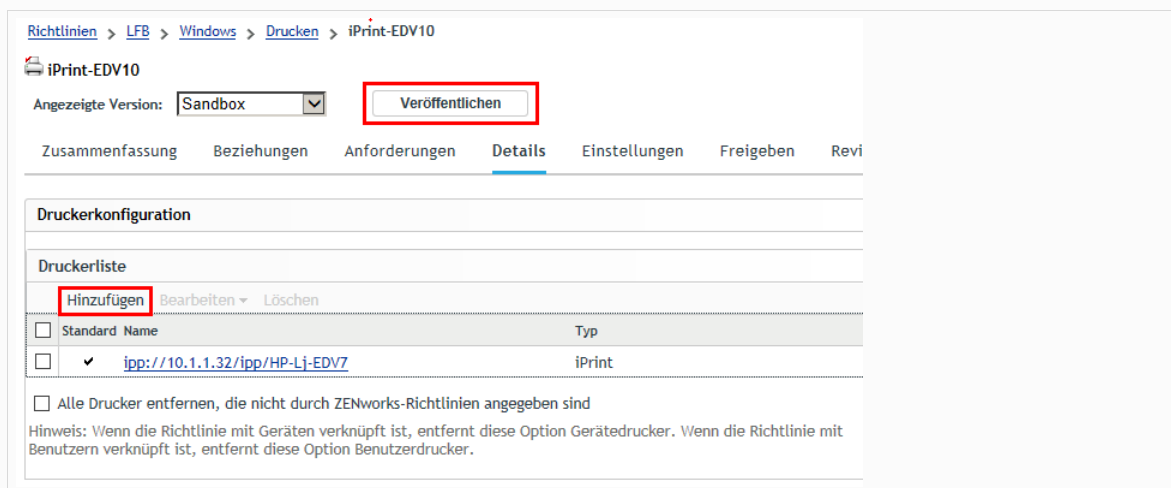 Richtlinien > LFB > Windows > Drucken > iPrint-EDV10
iPrint-EDV10
Angezeigte Version: Sandbox Veröffentlichen
Zusammenfassung Beziehungen Anforderungen Details Einstellungen Freigeben Revi
Druckerkonfiguration
Druckerliste
Hinzufügen Bearbeiten Löschen
Standard Name Typ
ipp://10.1.1.32/ipp/HP-Lj-EDV7 iPrint
Alle Drucker entfernen, die nicht durch ZENworks-Richtlinien angegeben sind
Hinweis: Wenn die Richtlinie mit Geräten verknüpft ist, entfernt diese Option Gerätedrucker. Wenn die Richtlinie mit
Benutzern verknüpft ist, entfernt diese Option Benutzerdrucker.